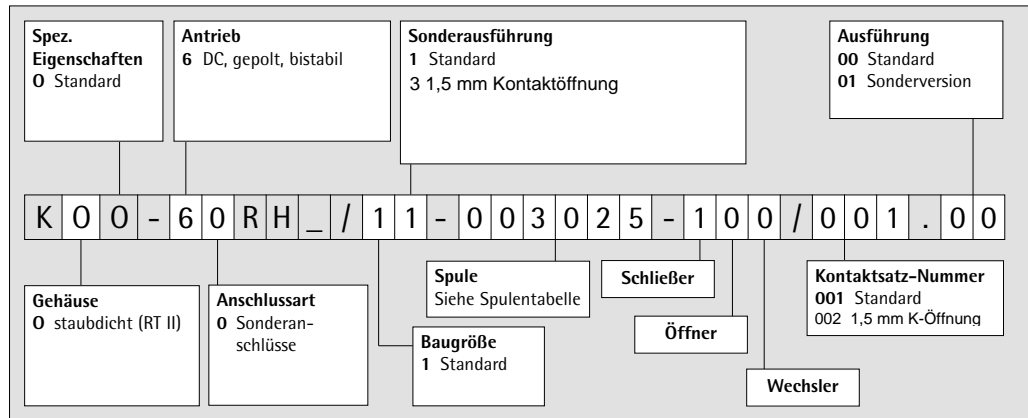 Spez.
Eigenschaften
0 Standard
Antrieb
6 DC, gepolt, bistabil
Sonderausführung
1 Standard
3 1,5 mm Kontaktöffnung
Ausführung
00 Standard
01 Sonderversion
K 0 0 - 6 0 R H _ / 1 1 - 0 0 3 0 2 5 - 1 0 0 / 0 0 1 . 0 0
Gehäuse
0 staubdicht (RT II)
Anschlussart
0 Sonderan-
schlüsse
Baugröße
1 Standard
Spule
Siehe Spulentabelle
Schließer
Öffner
Wechsler
Kontaktsatz-Nummer
001 Standard
002 1,5 mm K-Öffnung